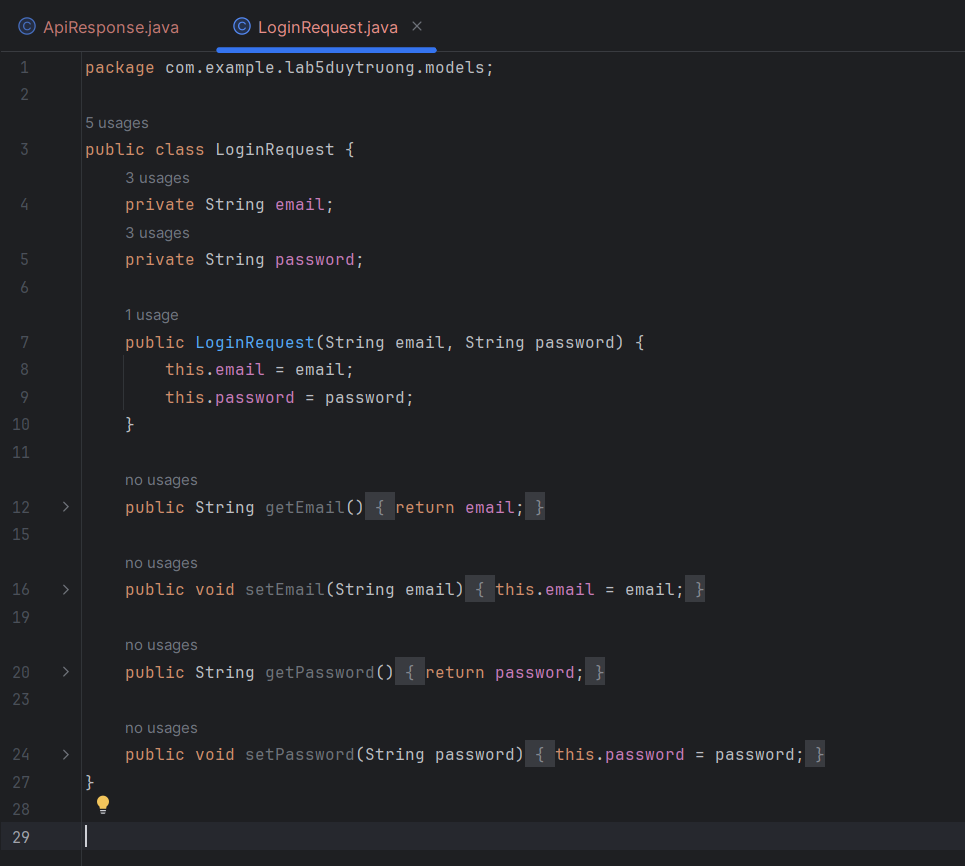 ApiResponse.java LoginRequest.java
1 package com.example.lab5duytruong.models;
2
5 usages
3 public class LoginRequest {
3 usages
4 private String email;
3 usages
5 private String password;
6
1 usage
7 public LoginRequest(String email, String password) {
8 this.email = email;
9 this.password = password;
10 }
11
no usages
12 public String getEmail() { return email; }
15
no usages
16 public void setEmail(String email) { this.email = email; }
19
no usages
20 public String getPassword() { return password; }
23
no usages
24 public void setPassword(String password) { this.password = password; }
27 }
28
29